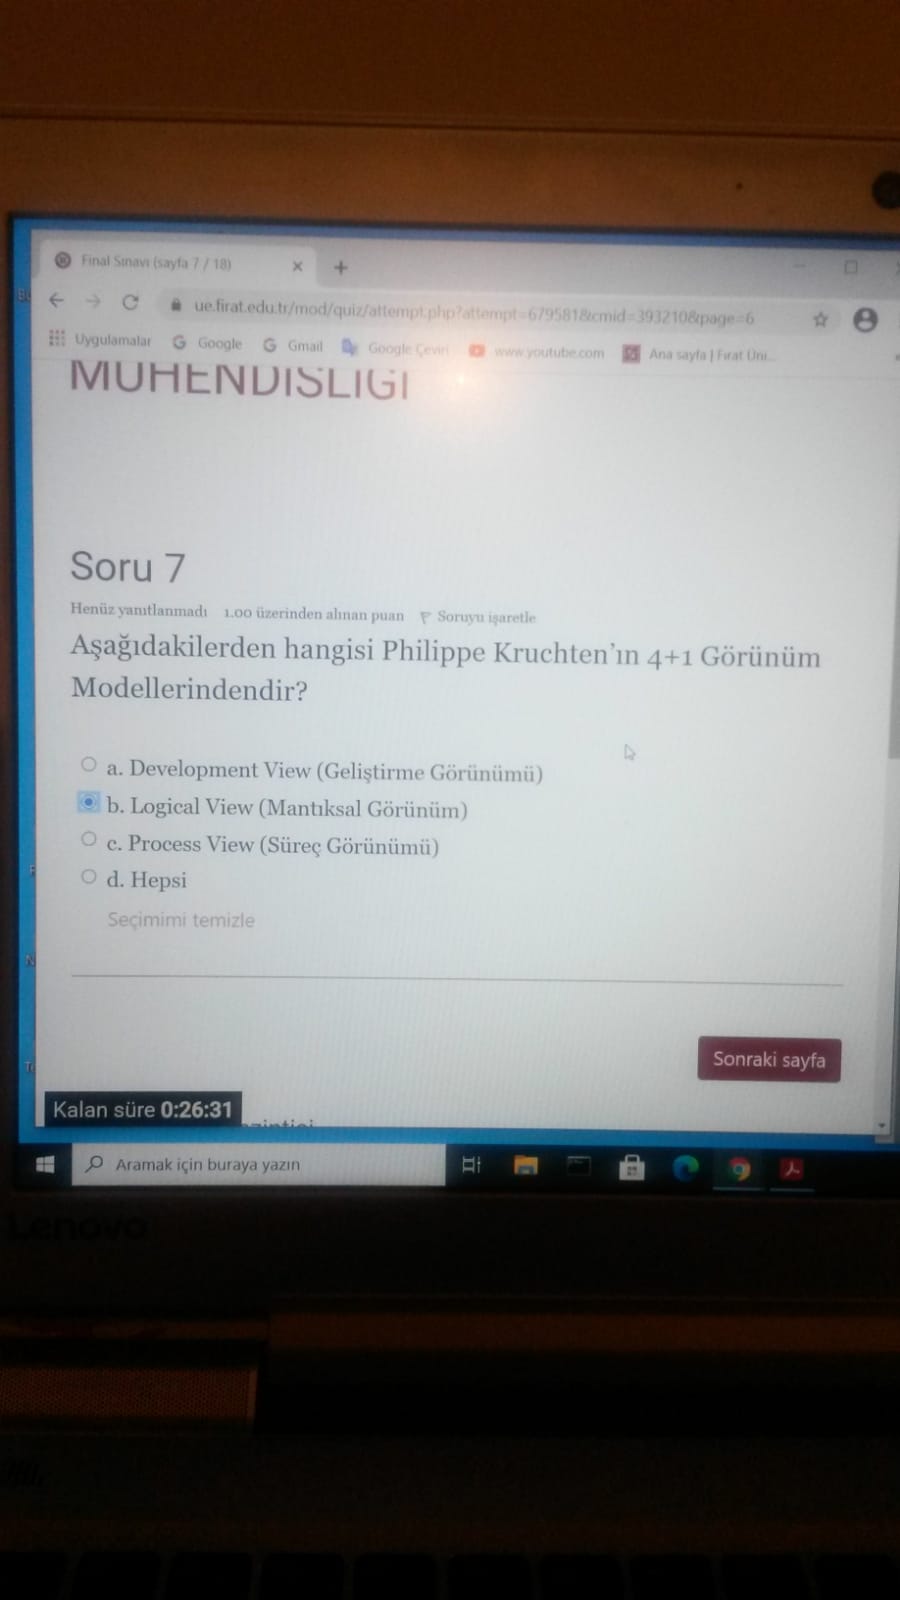 Final Sınavı (sayfa 7 / 18)
ue.firat.edu.tr/mod/quiz/attempt.php?attempt=679581&cmid=393210&page=6
Uygulamalar Google Gmail Google Çeviri www.youtube.com Ana sayfa | Fırat Üni...
MÜHENDİSLİĞİ
Soru 7
Henüz yanıtlanmadı 1.00 üzerinden alınan puan Soruyu işaretle
Aşağıdakilerden hangisi Philippe Kruchten’ın 4+1 Görünüm
Modellerindendir?
a. Development View (Geliştirme Görünümü)
b. Logical View (Mantıksal Görünüm)
c. Process View (Süreç Görünümü)
d. Hepsi
Seçimimi temizle
Sonraki sayfa
Kalan süre 0:26:31
Aramak için buraya yazın
Lenovo